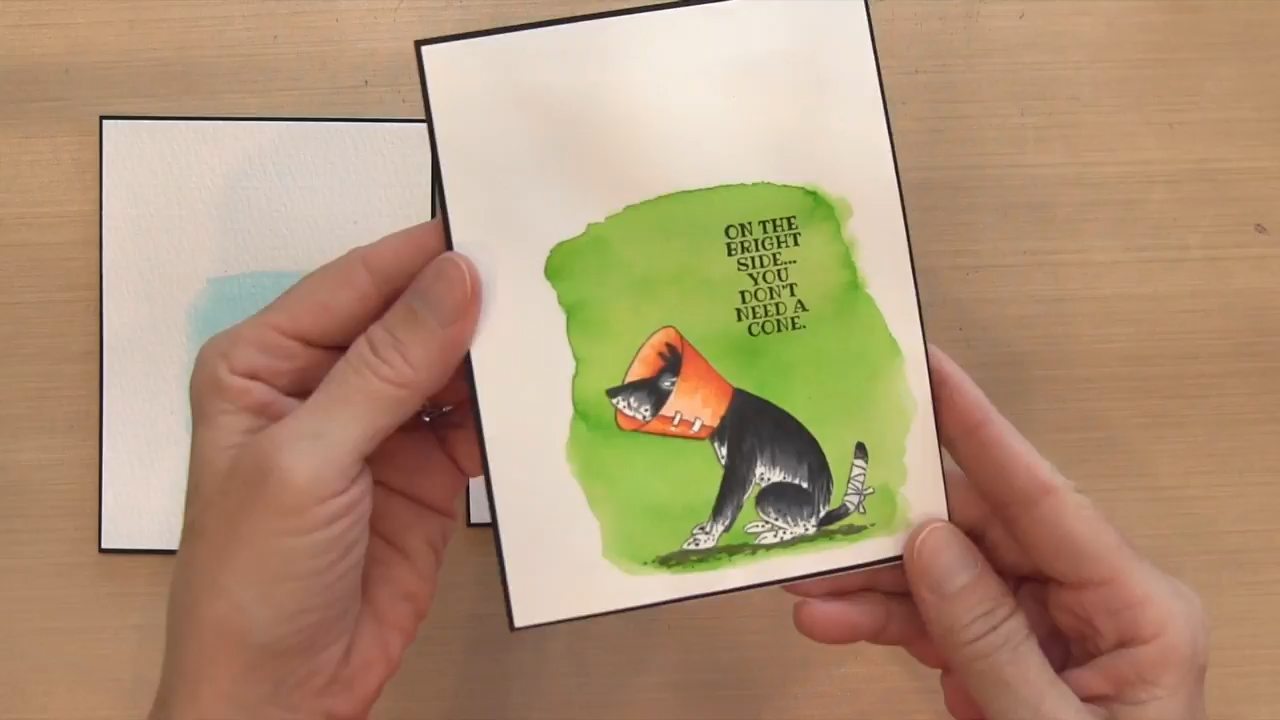 ON THE
BRIGHT
SIDE...
YOU
DON'T
NEED A
CONE.